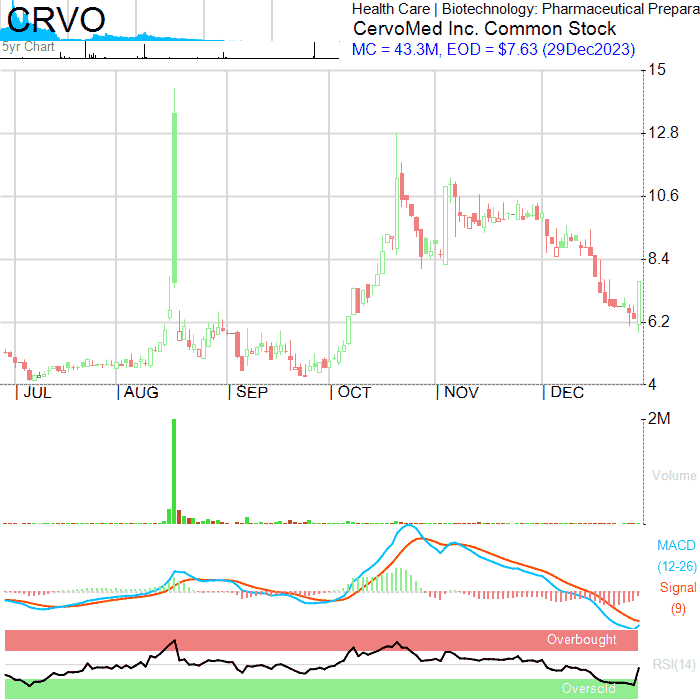 CRVO
Health Care | Biotechnology: Pharmaceutical Prepara
CervoMed Inc. Common Stock
MC = 43.3M, EOD = $7.63 (29Dec2023)
5yr Chart
15
12.8
10.6
8.4
6.2
4
JUL AUG SEP OCT NOV DEC
2M
Volume
MACD
(12-26)
Signal
(9)
Overbought
RSI(14)
Oversold